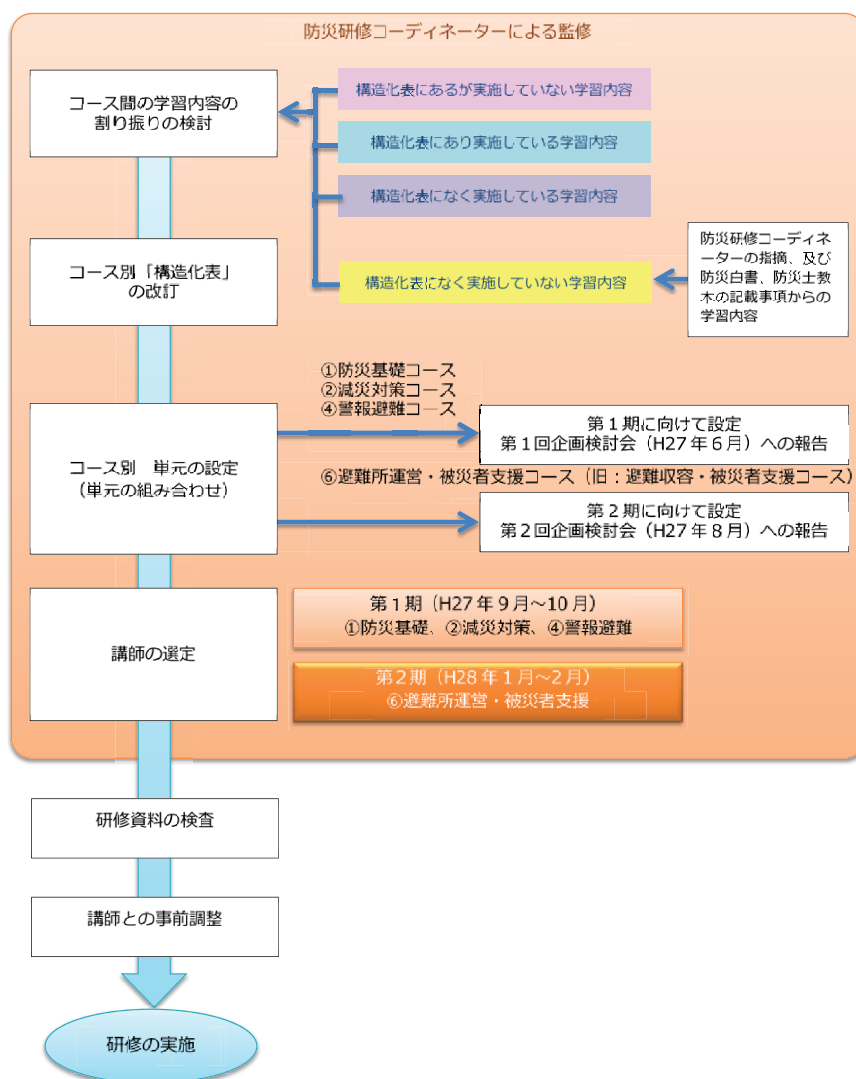 防災研修コーディネーターによる監修
コース間の学習内容の
割り振りの検討
構造化表にあるが実施していない学習内容
構造化表にあり実施している学習内容
構造化表になく実施している学習内容
構造化表になく実施していない学習内容
防災研修コーディネ
ーターの指摘、及び
防災白書、防災士教
本の記載事項からの
学習内容
コース別「構造化表」
の改訂
①防災基礎コース
②減災対策コース
④警報避難コース
コース別　単元の設定
（単元の組み合わせ）
第１期に向けて設定
第１回企画検討会（H27年６月）への報告
⑥避難所運営・被災者支援コース（旧：避難収容・被災者支援コース）
第２期に向けて設定
第２回企画検討会（H27年８月）への報告
講師の選定
第１期（H27年９月～10月）
①防災基礎、②減災対策、④警報避難
第２期（H28年１月～２月）
⑥避難所運営・被災者支援
研修資料の検査
講師との事前調整
研修の実施